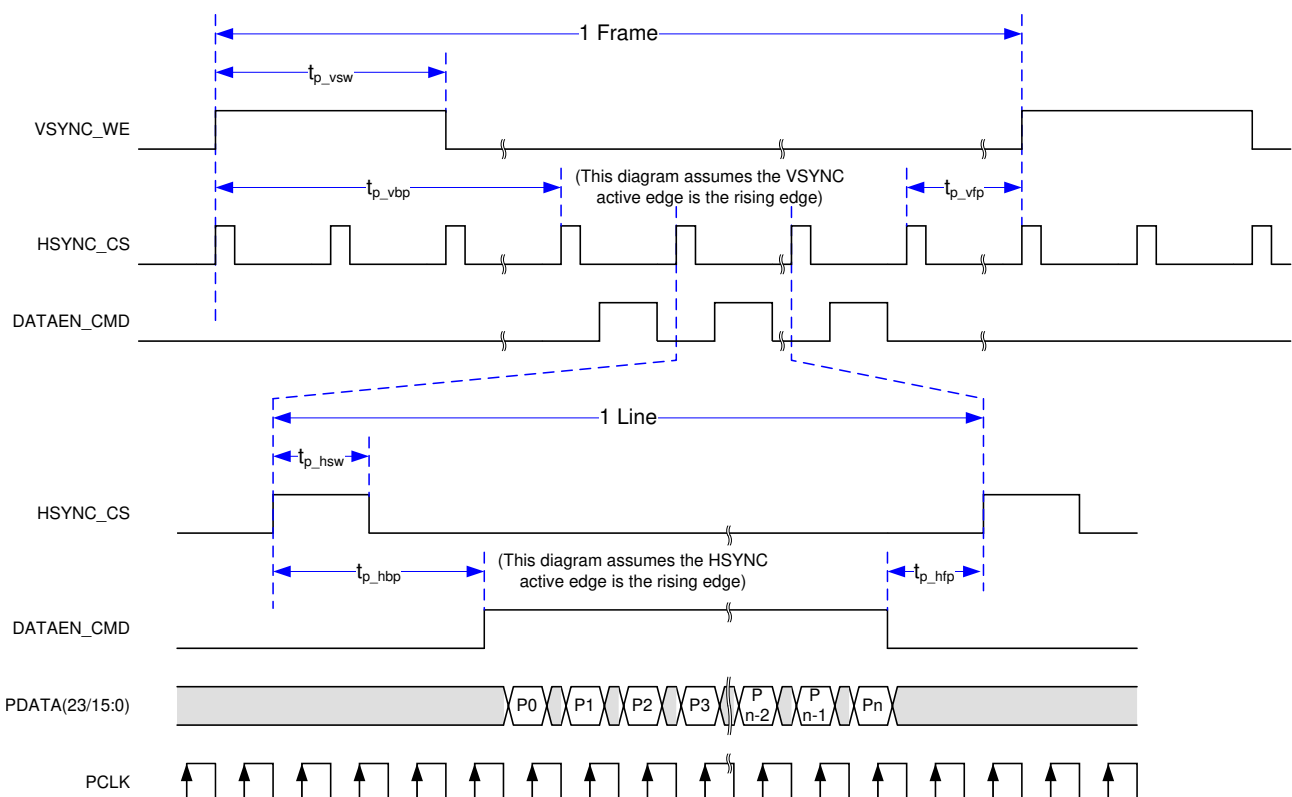 1 Frame
tp_vsw
VSYNC_WE
tp_vbp
(This diagram assumes the VSYNC
active edge is the rising edge)
tp_vfp
HSYNC_CS
DATAEN_CMD
1 Line
tp_hsw
HSYNC_CS
tp_hbp
(This diagram assumes the HSYNC
active edge is the rising edge)
tp_hfp
DATAEN_CMD
PDATA(23/15:0)
P0
P1
P2
P3
P
n-2
P
n-1
Pn
PCLK